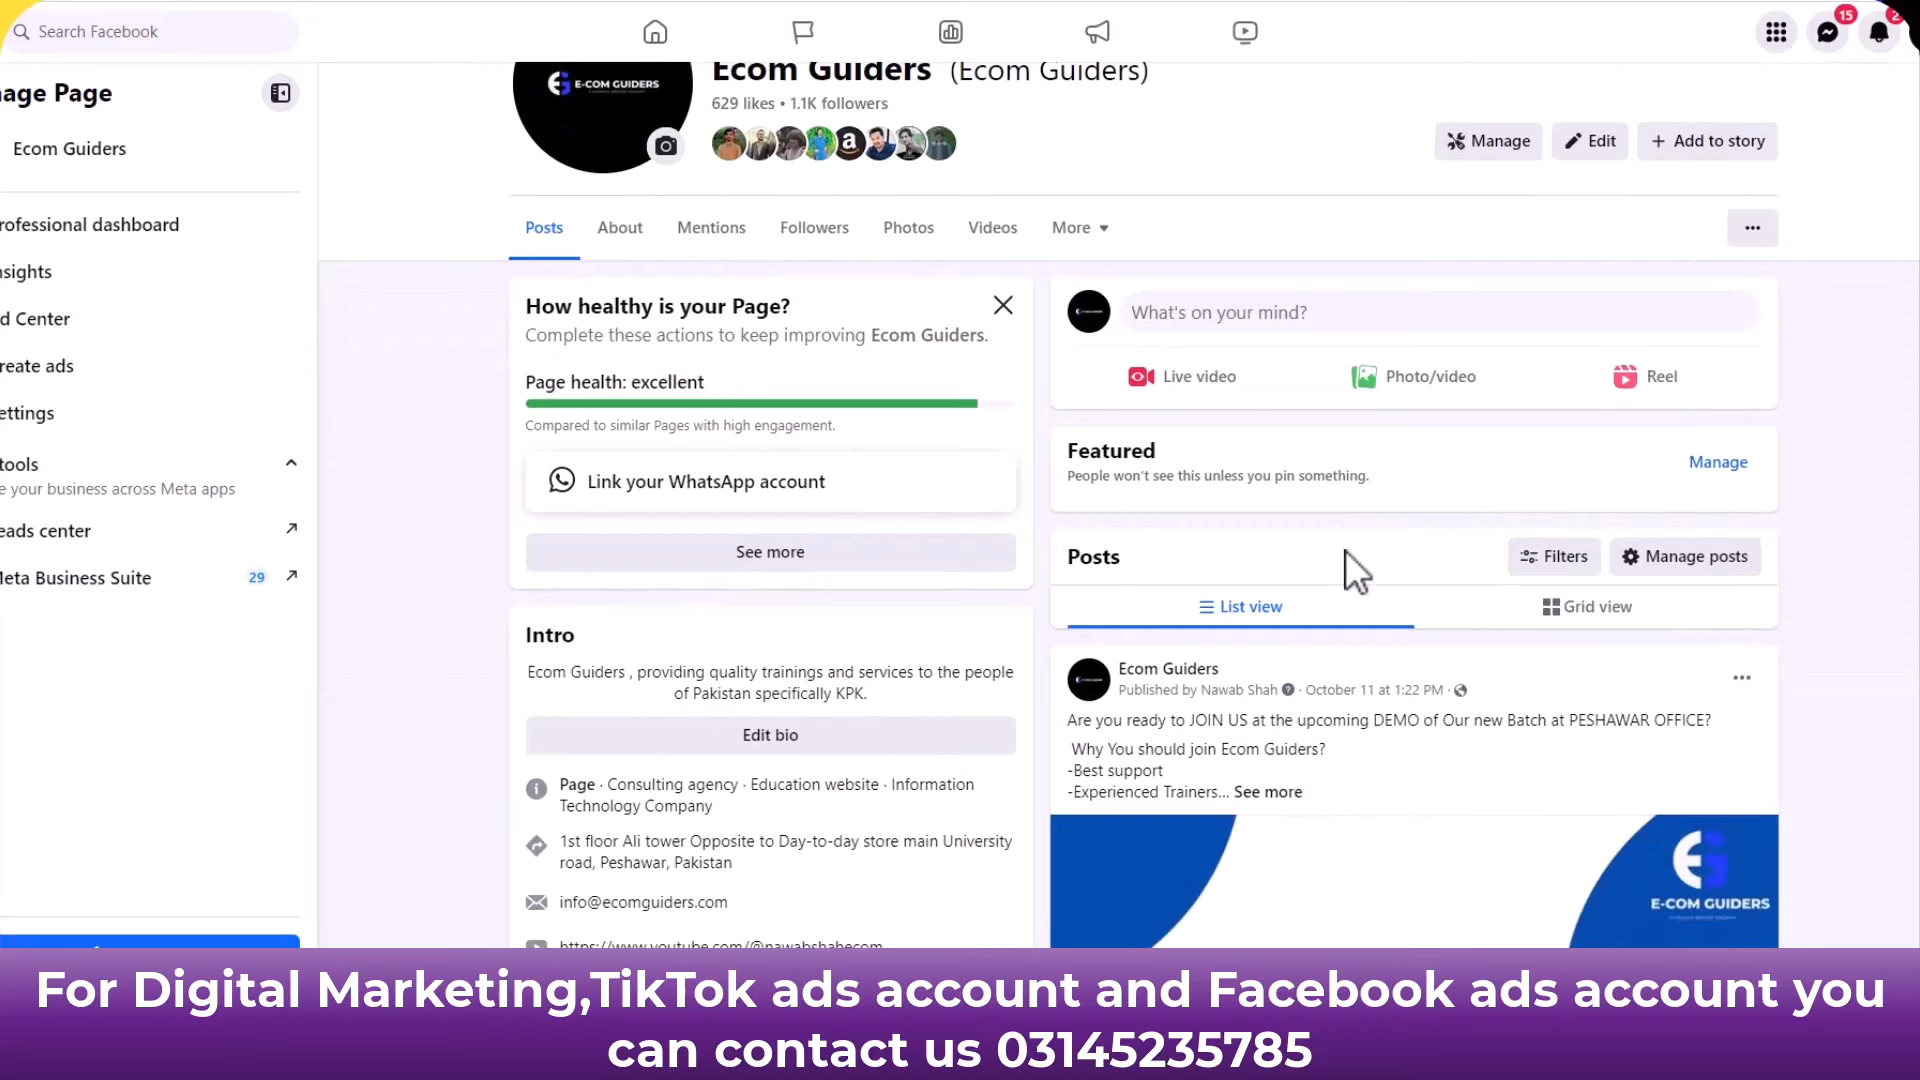 Search Facebook
15
2
age Page
Ecom Guiders
rofessional dashboard
nsights
d Center
reate ads
ettings
tools
e your business across Meta apps
eads center
Meta Business Suite
29
E-COM GUIDERS
Ecom Guiders (Ecom Guiders)
629 likes • 1.1K followers
a
Manage
Edit
+ Add to story
Posts
About
Mentions
Followers
Photos
Videos
More
How healthy is your Page?
Complete these actions to keep improving Ecom Guiders.
Page health: excellent
Compared to similar Pages with high engagement.
Link your WhatsApp account
See more
Intro
Ecom Guiders , providing quality trainings and services to the people
of Pakistan specifically KPK.
Edit bio
Page · Consulting agency · Education website · Information
Technology Company
1st floor Ali tower Opposite to Day-to-day store main University
road, Peshawar, Pakistan
info@ecomguiders.com
https://www.youtube.com/@nawabshahecom
What's on your mind?
Live video
Photo/video
Reel
Featured
People won't see this unless you pin something.
Manage
Posts
Filters
Manage posts
List view
Grid view
Ecom Guiders
Published by Nawab Shah · October 11 at 1:22 PM ·
Are you ready to JOIN US at the upcoming DEMO of Our new Batch at PESHAWAR OFFICE?
Why You should join Ecom Guiders?
-Best support
-Experienced Trainers... See more
E-COM GUIDERS
For Digital Marketing,TikTok ads account and Facebook ads account you
can contact us 03145235785